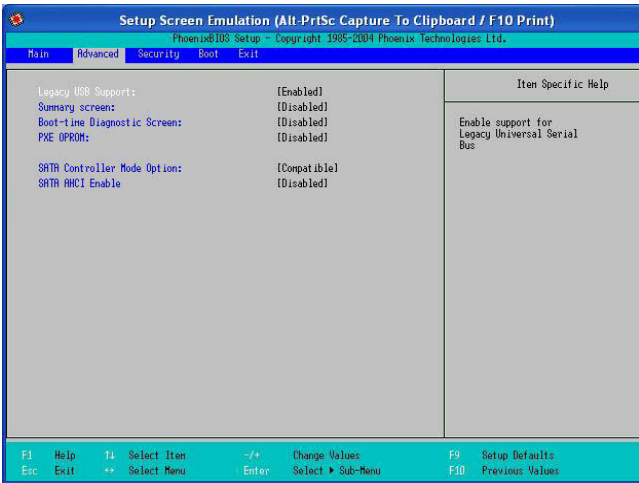 Setup Screen Emulation (Alt-PrtSc Capture To Clipboard / F10 Print)
PhoenixBIOS Setup - Copyright 1985-2004 Phoenix Technologies Ltd.
Main Advanced Security Boot Exit
Item Specific Help
Legacy USB Support: [Enabled]
Summary screen: [Disabled]
Boot-time Diagnostic Screen: [Disabled]
PXE OPROM: [Disabled]
SATA Controller Mode Option: [Compatible]
SATA AHCI Enable [Disabled]
Enable support for
Legacy Universal Serial
Bus
F1 Help ↑↓ Select Item -/+ Change Values F9 Setup Defaults
Esc Exit ↔ Select Menu Enter Select ▶ Sub-Menu F10 Previous Values